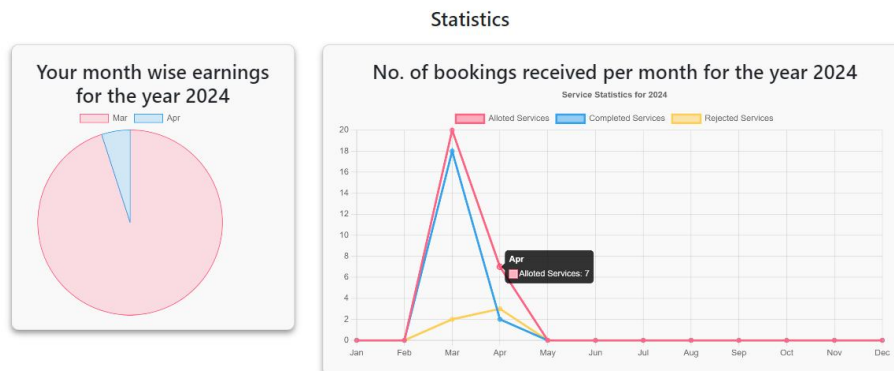 Statistics
Your month wise earnings
for the year 2024
Mar Apr
No. of bookings received per month for the year 2024
Service Statistics for 2024
Alloted Services Completed Services Rejected Services
20
18
16
14
12
10
8
6
4
2
0
Apr
Alloted Services: 7
Jan Feb Mar Apr May Jun Jul Aug Sep Oct Nov Dec